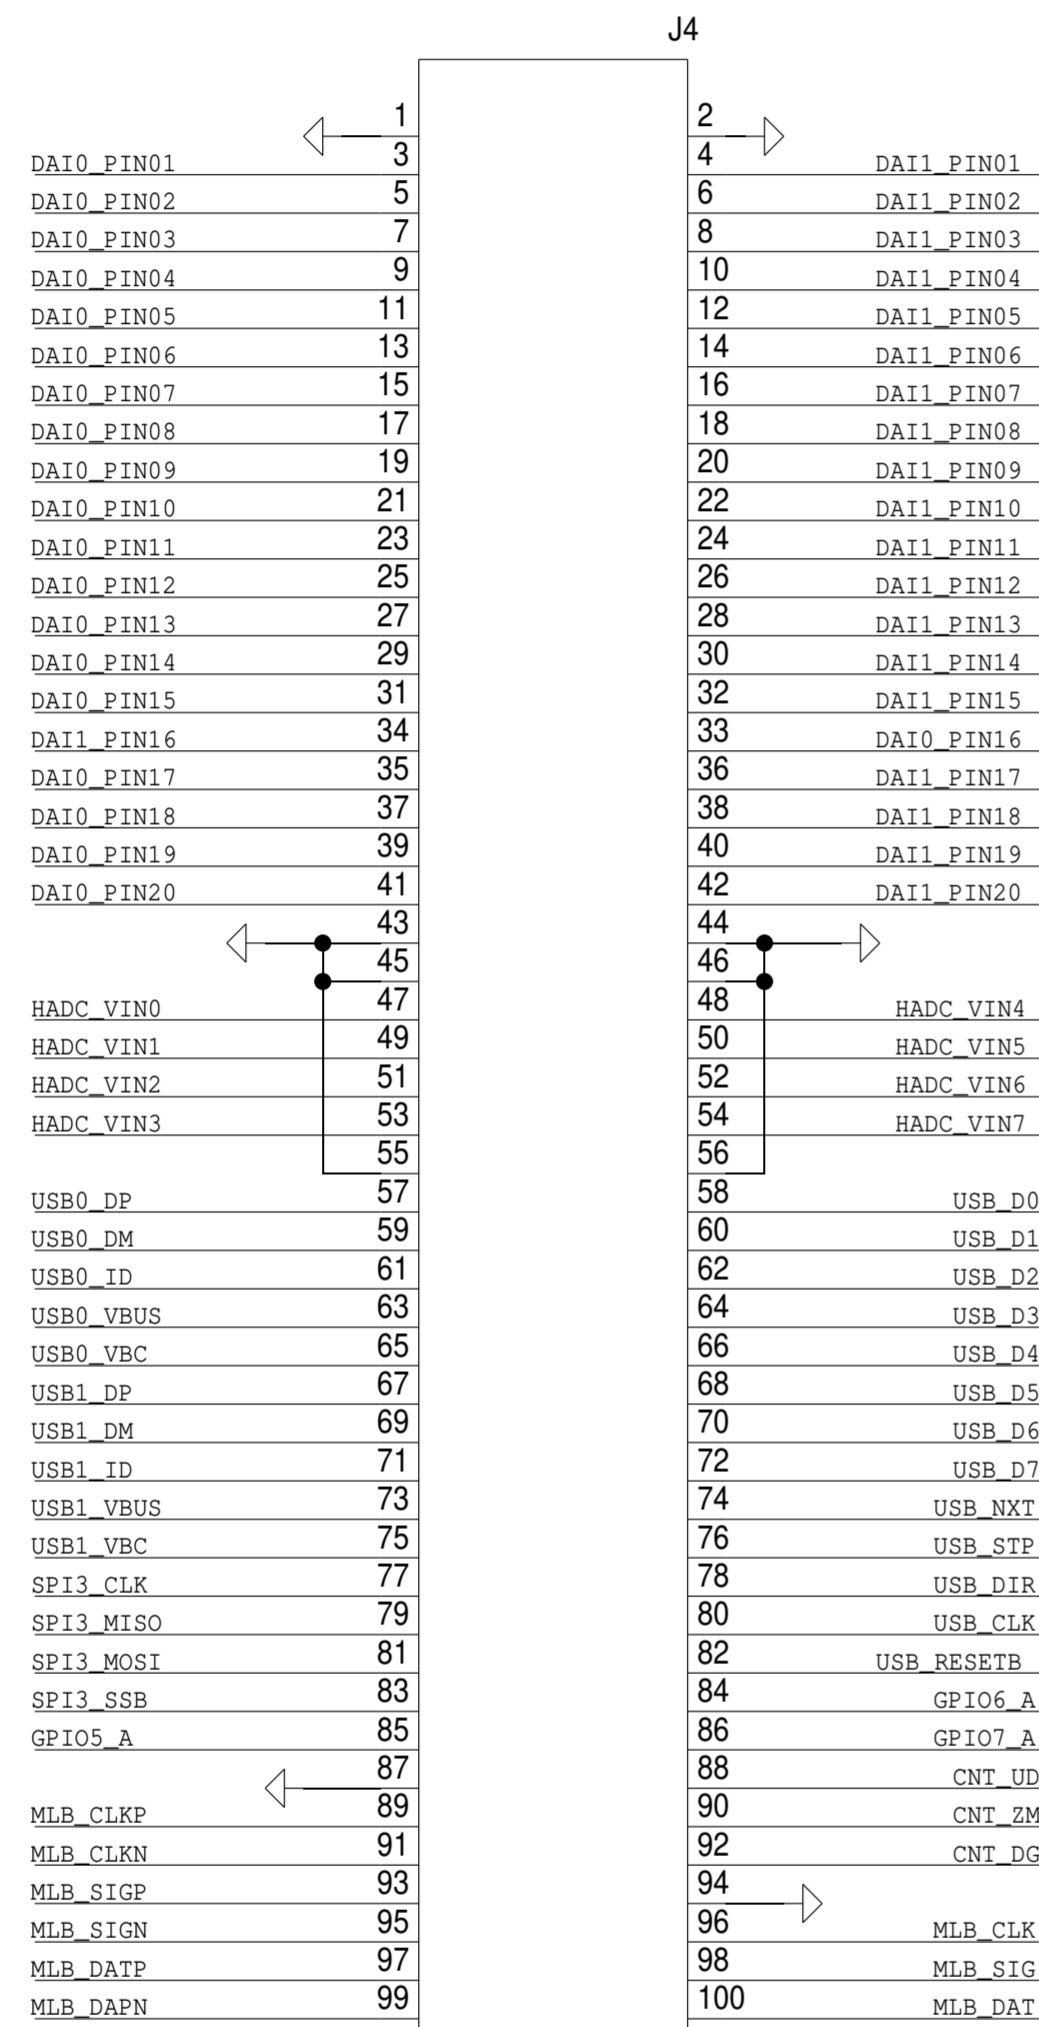 J4
1 2
DAI0_PIN01 3 4 DAI1_PIN01
DAI0_PIN02 5 6 DAI1_PIN02
DAI0_PIN03 7 8 DAI1_PIN03
DAI0_PIN04 9 10 DAI1_PIN04
DAI0_PIN05 11 12 DAI1_PIN05
DAI0_PIN06 13 14 DAI1_PIN06
DAI0_PIN07 15 16 DAI1_PIN07
DAI0_PIN08 17 18 DAI1_PIN08
DAI0_PIN09 19 20 DAI1_PIN09
DAI0_PIN10 21 22 DAI1_PIN10
DAI0_PIN11 23 24 DAI1_PIN11
DAI0_PIN12 25 26 DAI1_PIN12
DAI0_PIN13 27 28 DAI1_PIN13
DAI0_PIN14 29 30 DAI1_PIN14
DAI0_PIN15 31 32 DAI1_PIN15
DAI1_PIN16 34 33 DAI0_PIN16
DAI0_PIN17 35 36 DAI1_PIN17
DAI0_PIN18 37 38 DAI1_PIN18
DAI0_PIN19 39 40 DAI1_PIN19
DAI0_PIN20 41 42 DAI1_PIN20
43 44
45 46
HADC_VIN0 47 48 HADC_VIN4
HADC_VIN1 49 50 HADC_VIN5
HADC_VIN2 51 52 HADC_VIN6
HADC_VIN3 53 54 HADC_VIN7
55 56
USB0_DP 57 58 USB_D0
USB0_DM 59 60 USB_D1
USB0_ID 61 62 USB_D2
USB0_VBUS 63 64 USB_D3
USB0_VBC 65 66 USB_D4
USB1_DP 67 68 USB_D5
USB1_DM 69 70 USB_D6
USB1_ID 71 72 USB_D7
USB1_VBUS 73 74 USB_NXT
USB1_VBC 75 76 USB_STP
SPI3_CLK 77 78 USB_DIR
SPI3_MISO 79 80 USB_CLK
SPI3_MOSI 81 82 USB_RESETB
SPI3_SSB 83 84 GPIO6_A
GPIO5_A 85 86 GPIO7_A
87 88 CNT_UD
MLB_CLKP 89 90 CNT_ZM
MLB_CLKN 91 92 CNT_DG
MLB_SIGP 93 94
MLB_SIGN 95 96 MLB_CLK
MLB_DATP 97 98 MLB_SIG
MLB_DAPN 99 100 MLB_DAT